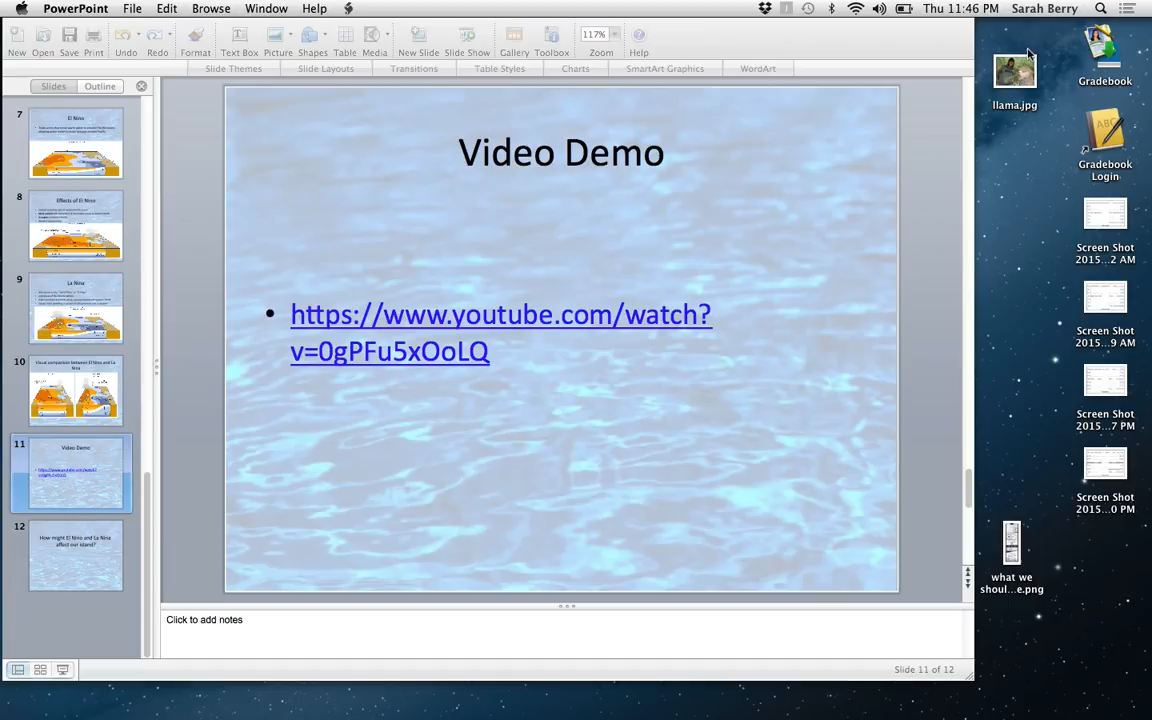 PowerPoint File Edit Browse Window Help
Thu 11:46 PM Sarah Berry
New Open Save Print Undo Redo Format Text Box Picture Shapes Table Media New Slide Slide Show Gallery Toolbox Zoom Help
117%
Slide Themes Slide Layouts Transitions Table Styles Charts SmartArt Graphics WordArt
Slides Outline
7
El Nino
8
Effects of El Nino
9
La Nina
10
Visual comparison between El Nino and La
Nina
11
Video Demo
12
How might El Nino and La Nina
affect our island?
Video Demo
• https://www.youtube.com/watch?
v=0gPFu5xOoLQ
Click to add notes
Slide 11 of 12
llama.jpg
Gradebook
ABC
Gradebook
Login
Screen Shot
2015...2 AM
Screen Shot
2015...9 AM
Screen Shot
2015...7 PM
Screen Shot
2015...0 PM
what we
shoul...e.png